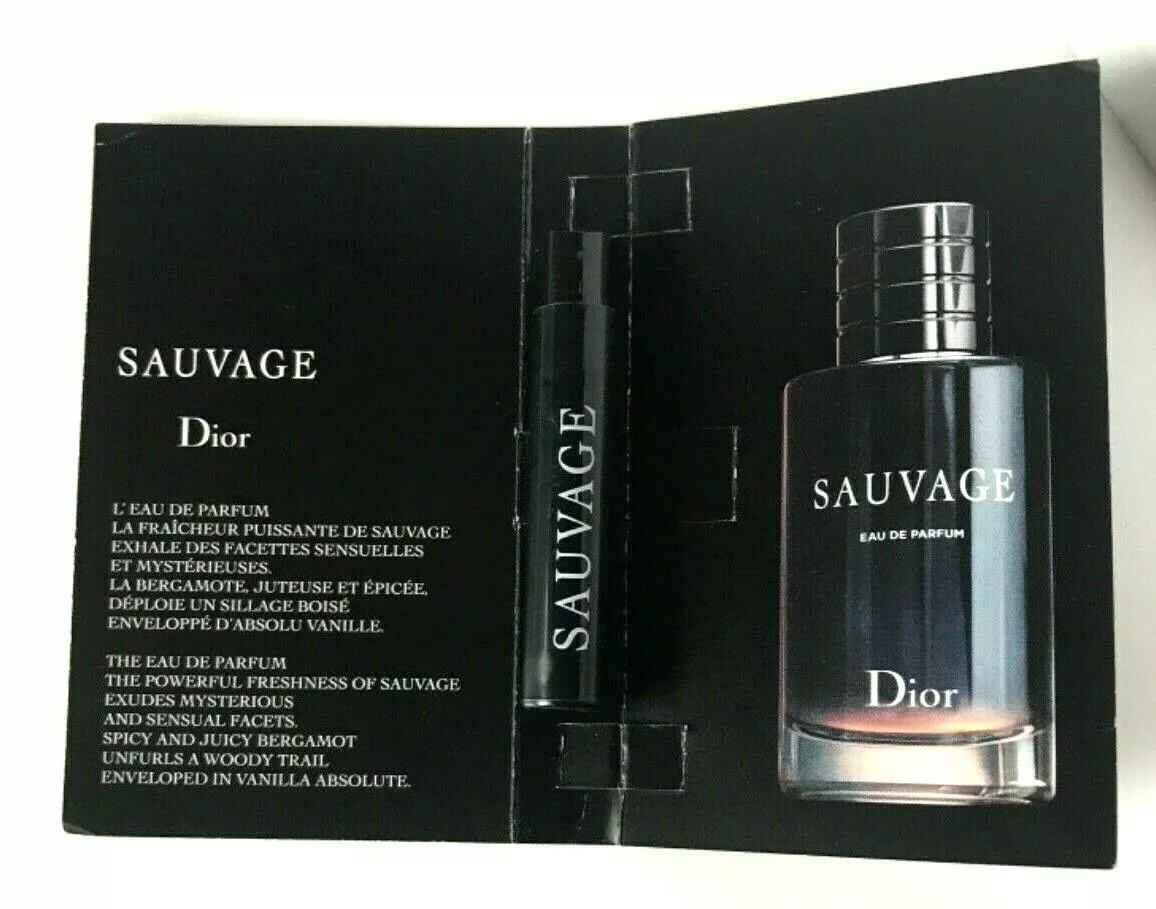 SAUVAGE
Dior
L'EAU DE PARFUM
LA FRAÎCHEUR PUISSANTE DE SAUVAGE
EXHALE DES FACETTES SENSUELLES
ET MYSTÉRIEUSES.
LA BERGAMOTE, JUTEUSE ET ÉPICÉE,
DÉPLOIE UN SILLAGE BOISÉ
ENVELOPPÉ D'ABSOLU VANILLE.
THE EAU DE PARFUM
THE POWERFUL FRESHNESS OF SAUVAGE
EXUDES MYSTERIOUS
AND SENSUAL FACETS.
SPICY AND JUICY BERGAMOT
UNFURLS A WOODY TRAIL
ENVELOPED IN VANILLA ABSOLUTE.
SAUVAGE
SAUVAGE
EAU DE PARFUM
Dior